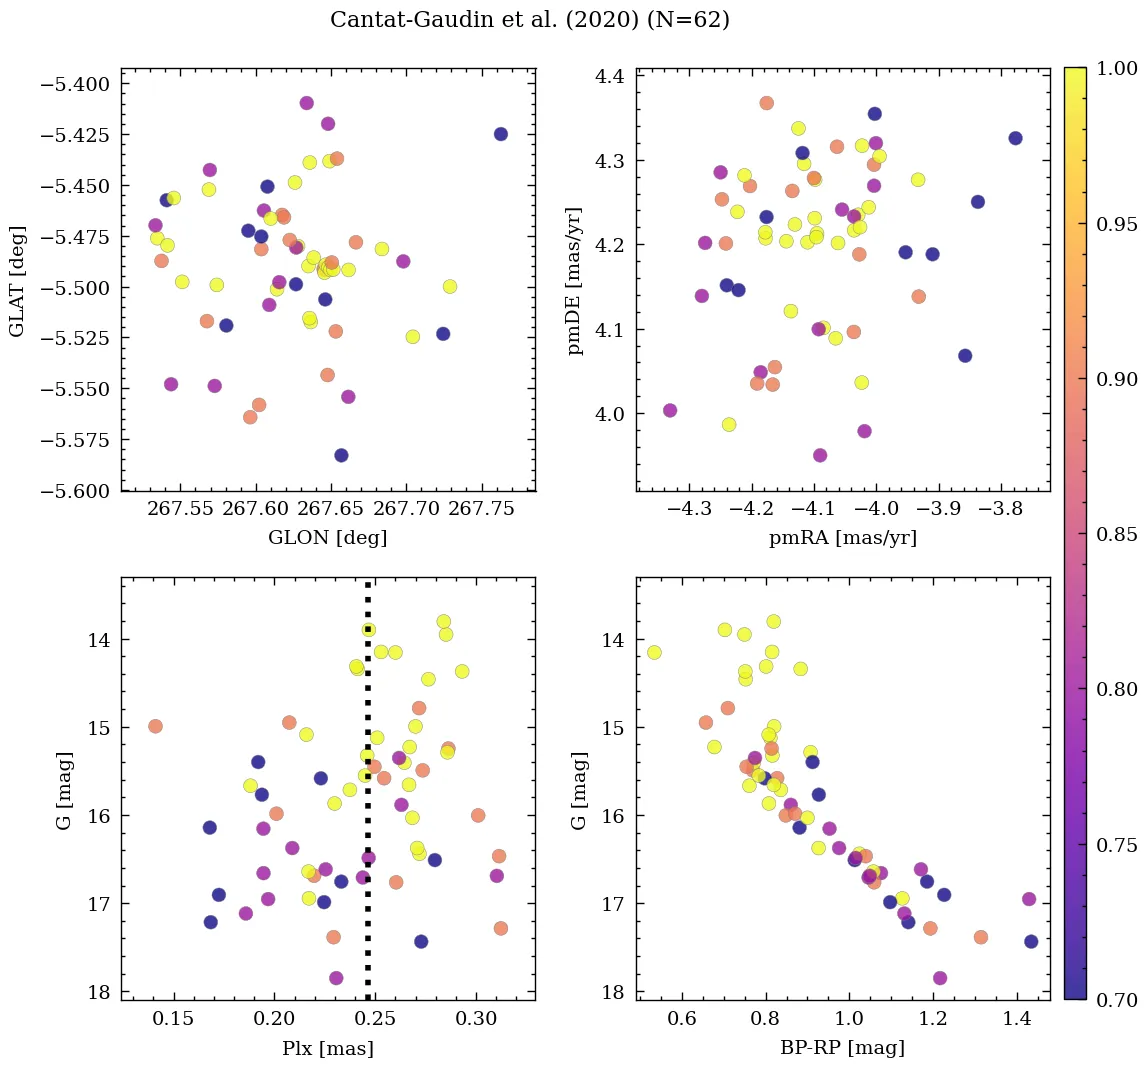 Cantat-Gaudin et al. (2020) (N=62)
−5.400
−5.425
−5.450
−5.475
−5.500
−5.525
−5.550
−5.575
−5.600
GLAT [deg]
267.55 267.60 267.65 267.70 267.75
GLON [deg]
4.4
4.3
4.2
4.1
4.0
pmDE [mas/yr]
−4.3 −4.2 −4.1 −4.0 −3.9 −3.8
pmRA [mas/yr]
14
15
16
17
18
G [mag]
0.15 0.20 0.25 0.30
Plx [mas]
14
15
16
17
18
G [mag]
0.6 0.8 1.0 1.2 1.4
BP-RP [mag]
1.00
0.95
0.90
0.85
0.80
0.75
0.70